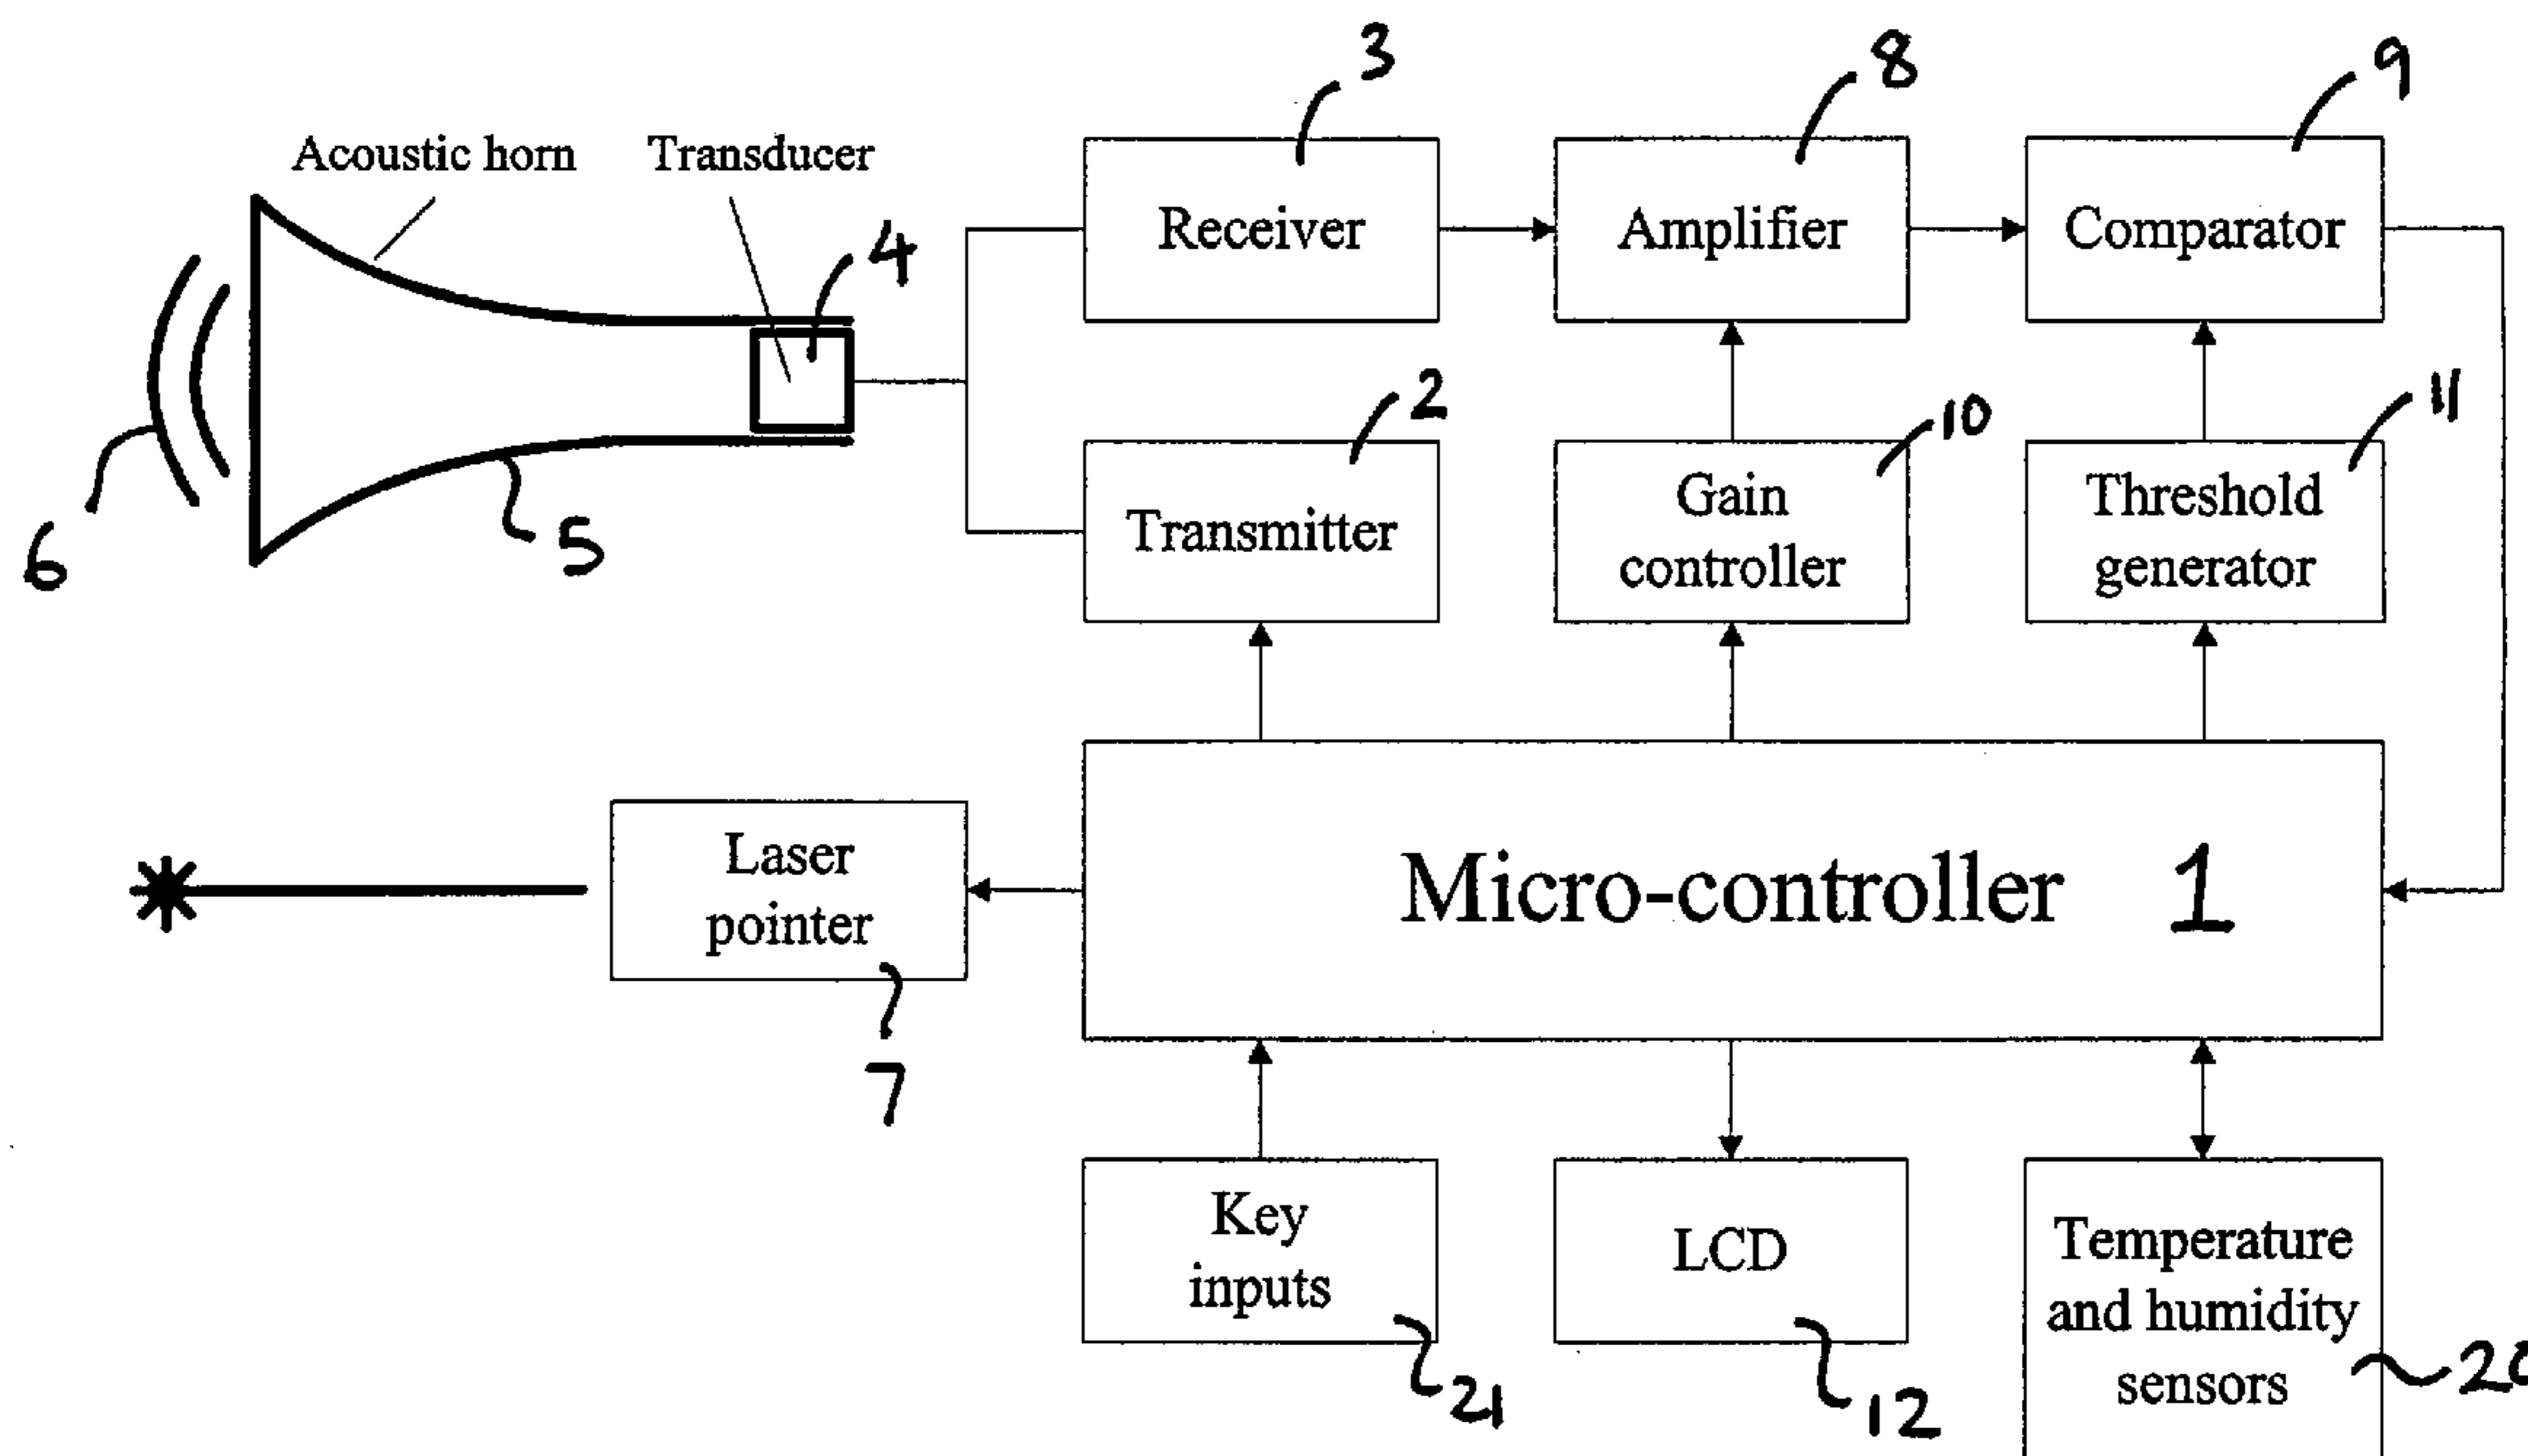 3
8
9
Acoustic horn
Transducer
4
Receiver
Amplifier
Comparator
2
10
11
6
5
Transmitter
Gain
controller
Threshold
generator
Laser
pointer
Micro-controller 1
7
Key
inputs
LCD
Temperature
and humidity
sensors
21
12
20